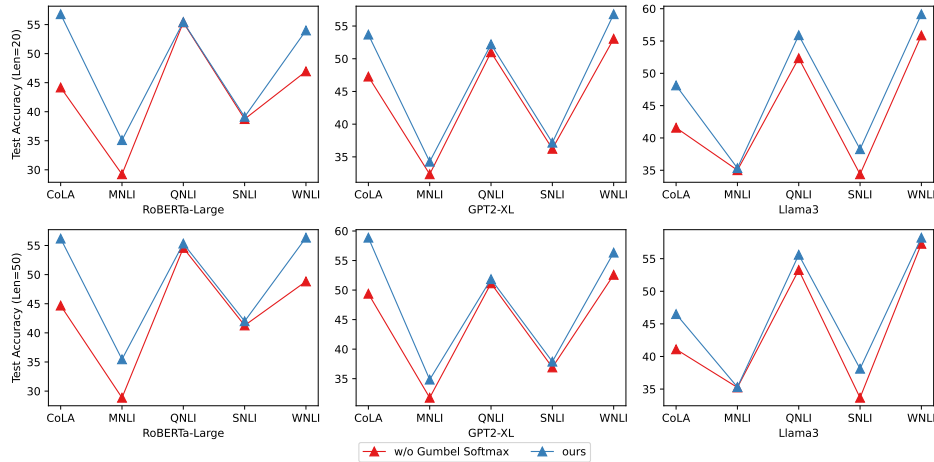 Test Accuracy (Len=20)
55
50
45
40
35
30
CoLA MNLI QNLI SNLI WNLI
RoBERTa-Large
55
50
45
40
35
CoLA MNLI QNLI SNLI WNLI
GPT2-XL
60
55
50
45
40
35
CoLA MNLI QNLI SNLI WNLI
Llama3
Test Accuracy (Len=50)
55
50
45
40
35
30
CoLA MNLI QNLI SNLI WNLI
RoBERTa-Large
60
55
50
45
40
35
CoLA MNLI QNLI SNLI WNLI
GPT2-XL
55
50
45
40
35
CoLA MNLI QNLI SNLI WNLI
Llama3
w/o Gumbel Softmax ours